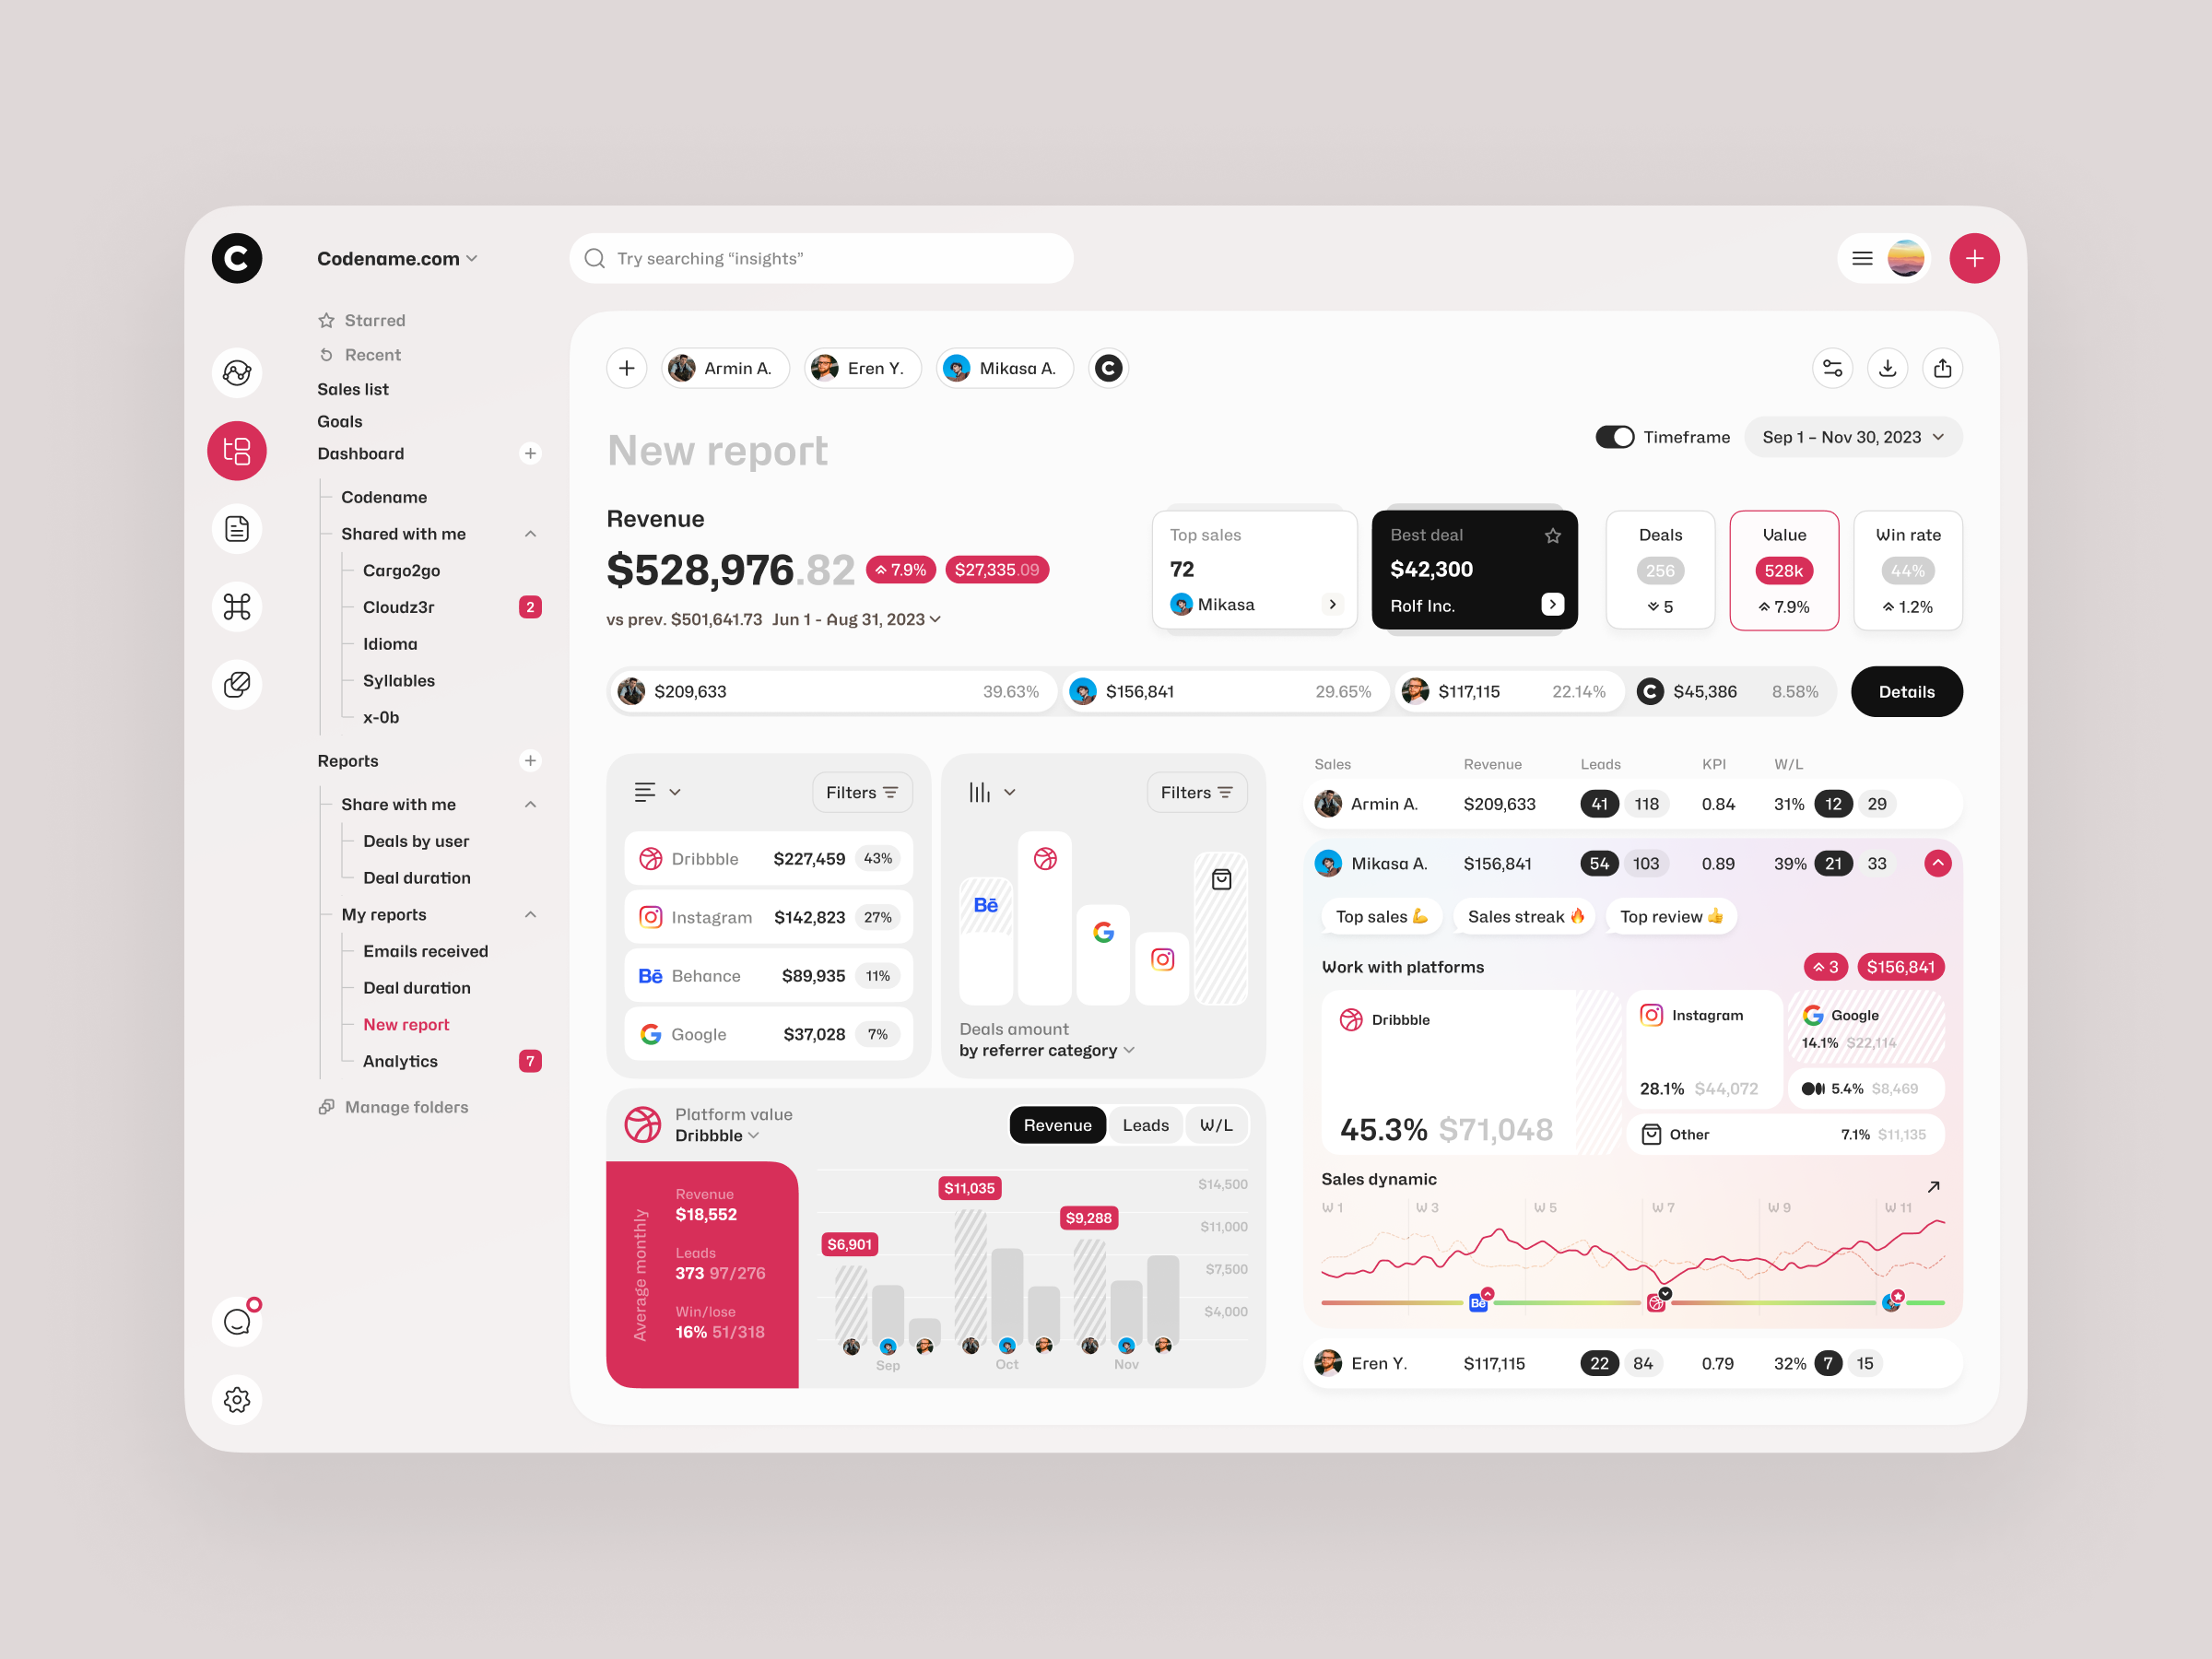 C
Codename.com
Try searching “insights”
Starred
Recent
Sales list
Goals
Dashboard
Codename
Shared with me
Cargo2go
Cloudz3r 2
Idioma
Syllables
x-0b
Reports
Share with me
Deals by user
Deal duration
My reports
Emails received
Deal duration
New report
Analytics 7
Manage folders
Armin A. Eren Y. Mikasa A. C
New report
Timeframe Sep 1 – Nov 30, 2023
Revenue
$528,976.82 7.9% $27,335.09
vs prev. $501,641.73 Jun 1 - Aug 31, 2023
Top sales
72
Mikasa
Best deal
$42,300
Rolf Inc.
Deals
256
5
Value
528k
7.9%
Win rate
44%
1.2%
$209,633 39.63% $156,841 29.65% $117,115 22.14% C $45,386 8.58% Details
Filters
Dribbble $227,459 43%
Instagram $142,823 27%
Bē Behance $89,935 11%
Google $37,028 7%
Filters
Bē
Deals amount
by referrer category
Platform value
Dribbble
Revenue Leads W/L
Average monthly
Revenue
$18,552
Leads
373 97/276
Win/lose
16% 51/318
$6,901
$11,035
$9,288
$14,500
$11,000
$7,500
$4,000
Sep Oct Nov
Sales Revenue Leads KPI W/L
Armin A. $209,633 41 118 0.84 31% 12 29
Mikasa A. $156,841 54 103 0.89 39% 21 33
Top sales 💪 Sales streak 🔥 Top review 👍
Work with platforms 3 $156,841
Dribbble
45.3% $71,048
Instagram
28.1% $44,072
Google
14.1% $22,114
5.4% $8,469
Other 7.1% $11,135
Sales dynamic
W 1 W 3 W 5 W 7 W 9 W 11
Bē
Eren Y. $117,115 22 84 0.79 32% 7 15